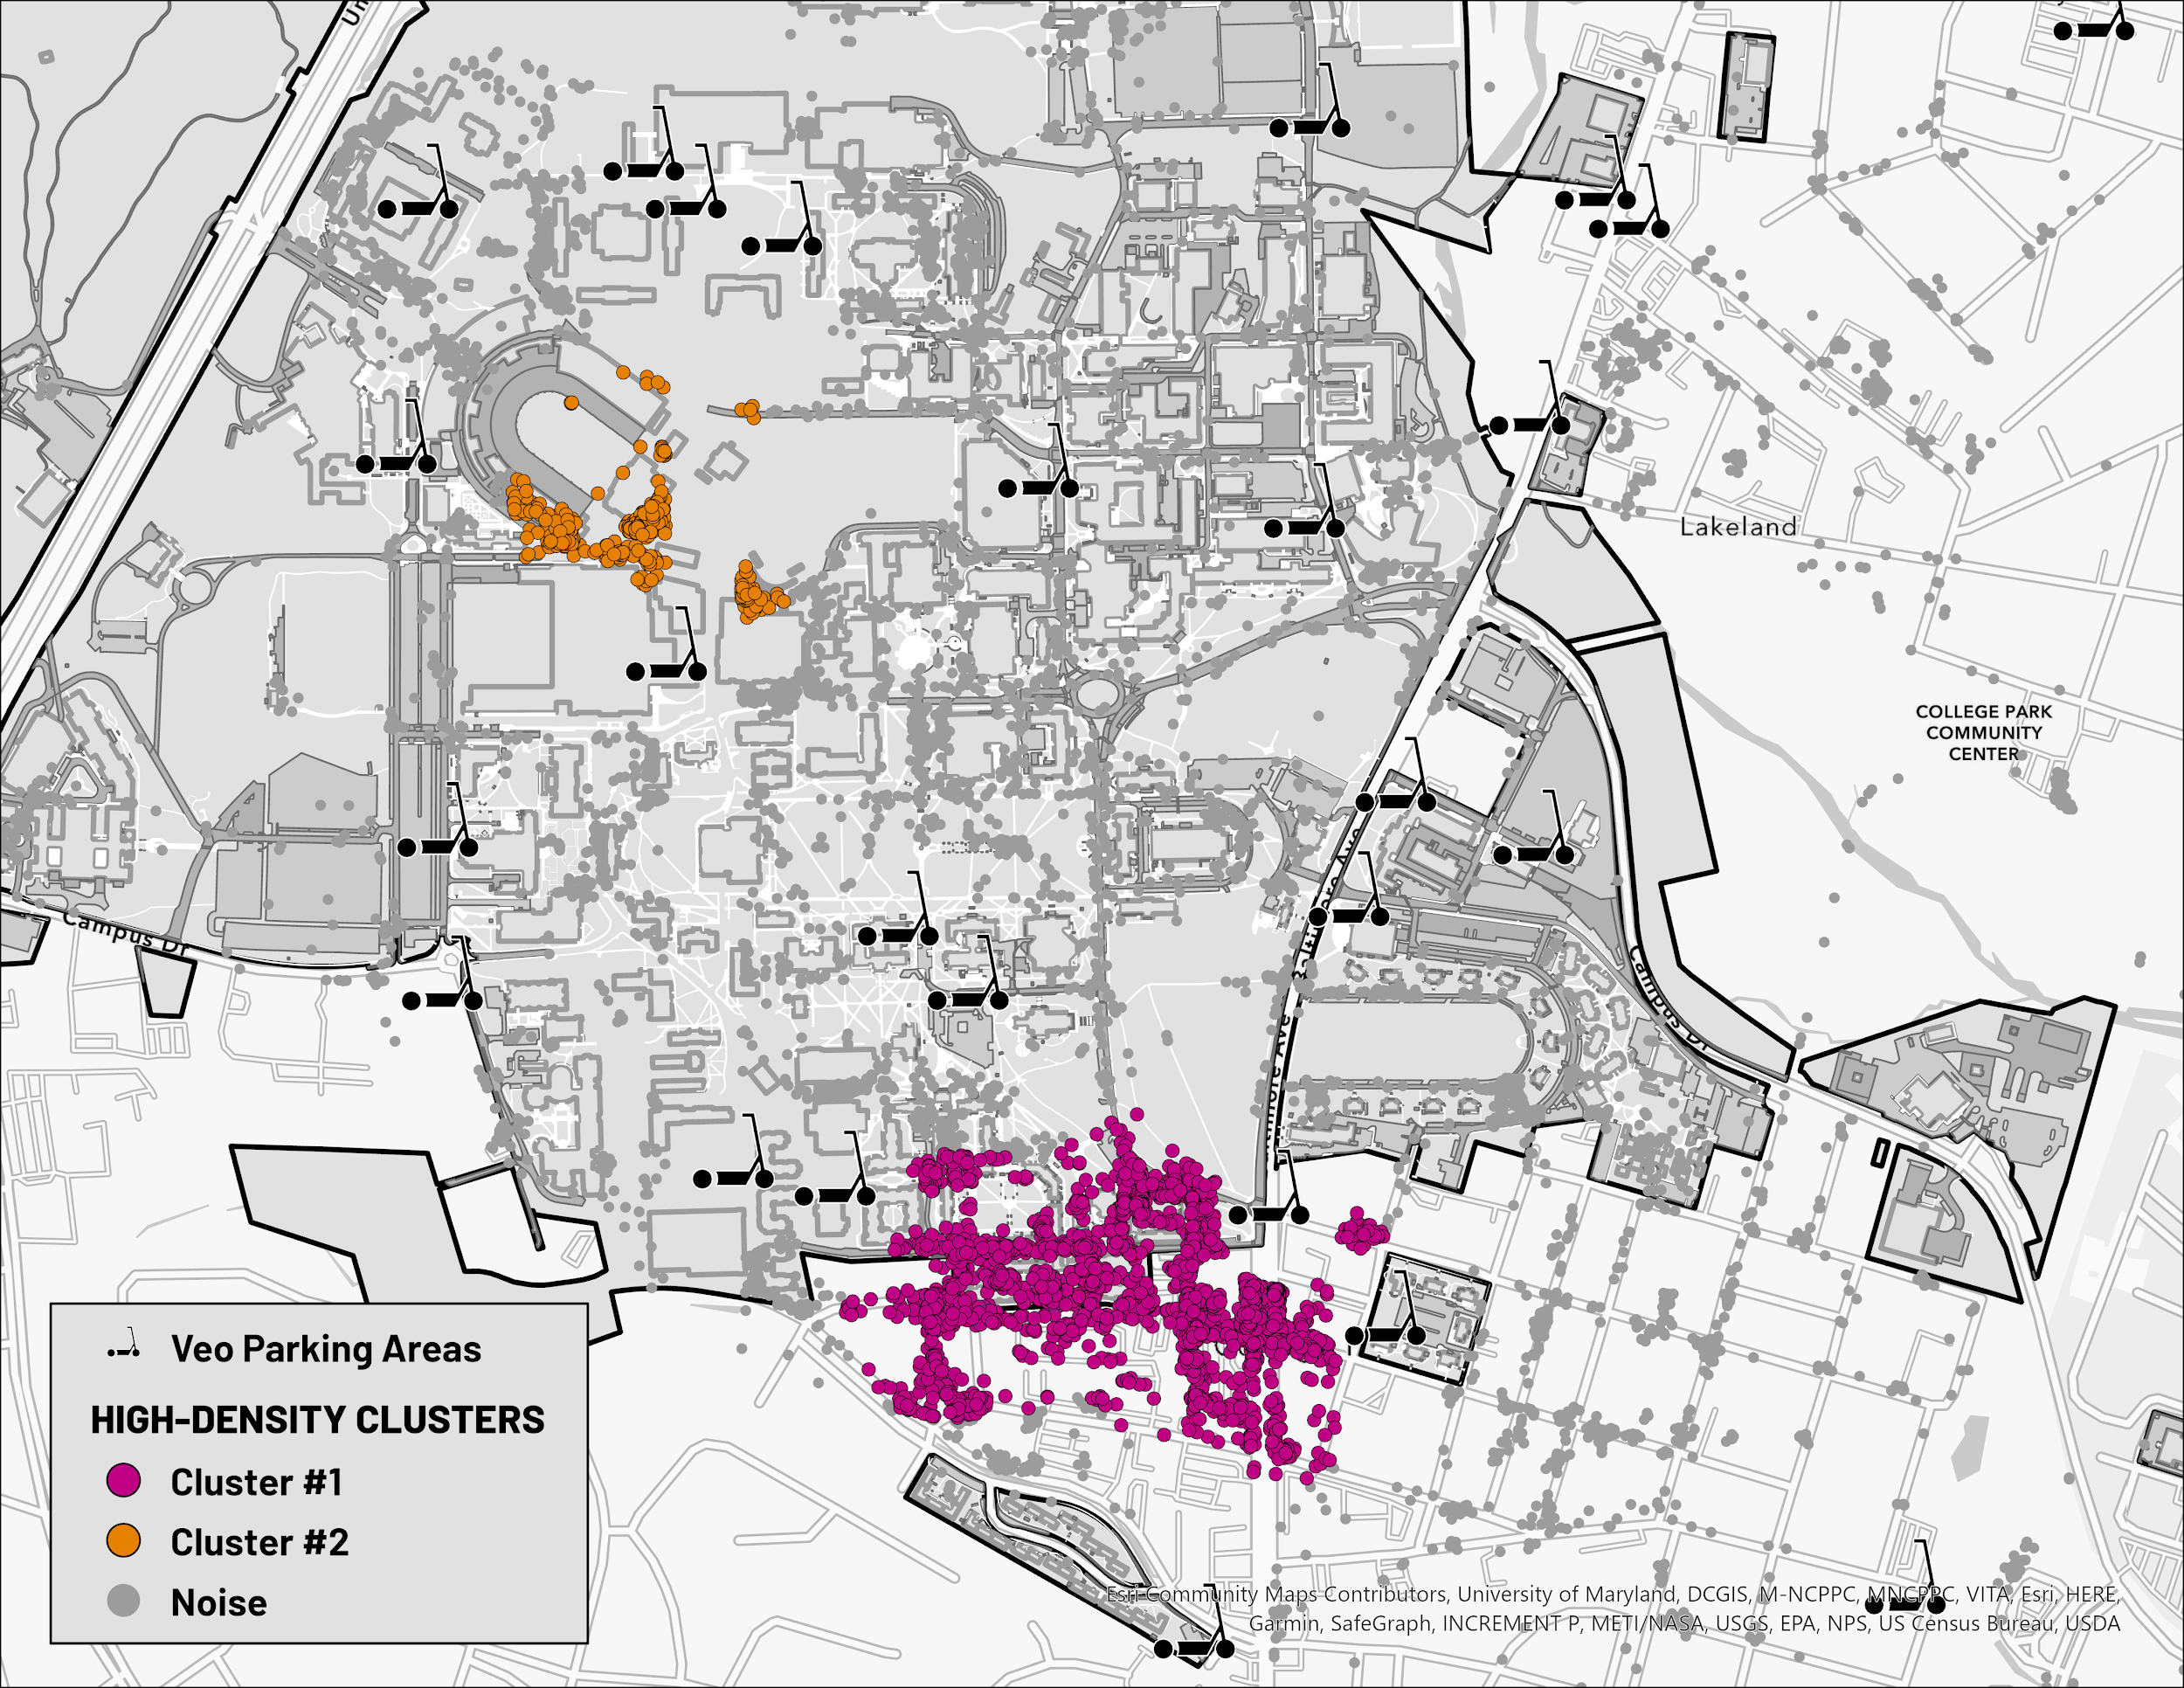 Un
Lakeland
COLLEGE PARK
COMMUNITY
CENTER
Campus Dr
Campus Dr
Veo Parking Areas
HIGH-DENSITY CLUSTERS
Cluster #1
Cluster #2
Noise
Esri Community Maps Contributors, University of Maryland, DCGIS, M-NCPPC, MNCPPC, VITA, Esri, HERE,
Garmin, SafeGraph, INCREMENT P, METI/NASA, USGS, EPA, NPS, US Census Bureau, USDA